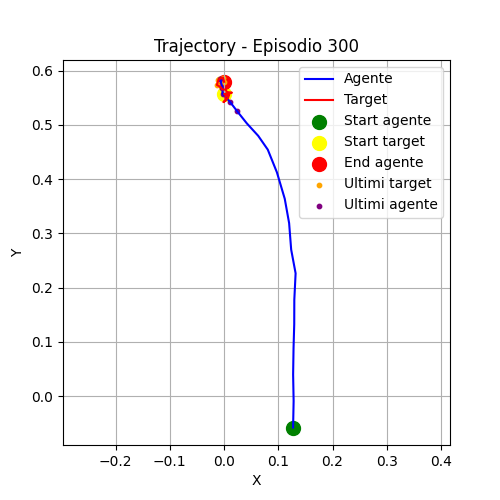 Trajectory - Episodio 300
Y
0.6
0.5
0.4
0.3
0.2
0.1
0.0
Agente
Target
Start agente
Start target
End agente
Ultimi target
Ultimi agente
−0.2
−0.1
0.0
0.1
0.2
0.3
0.4
X